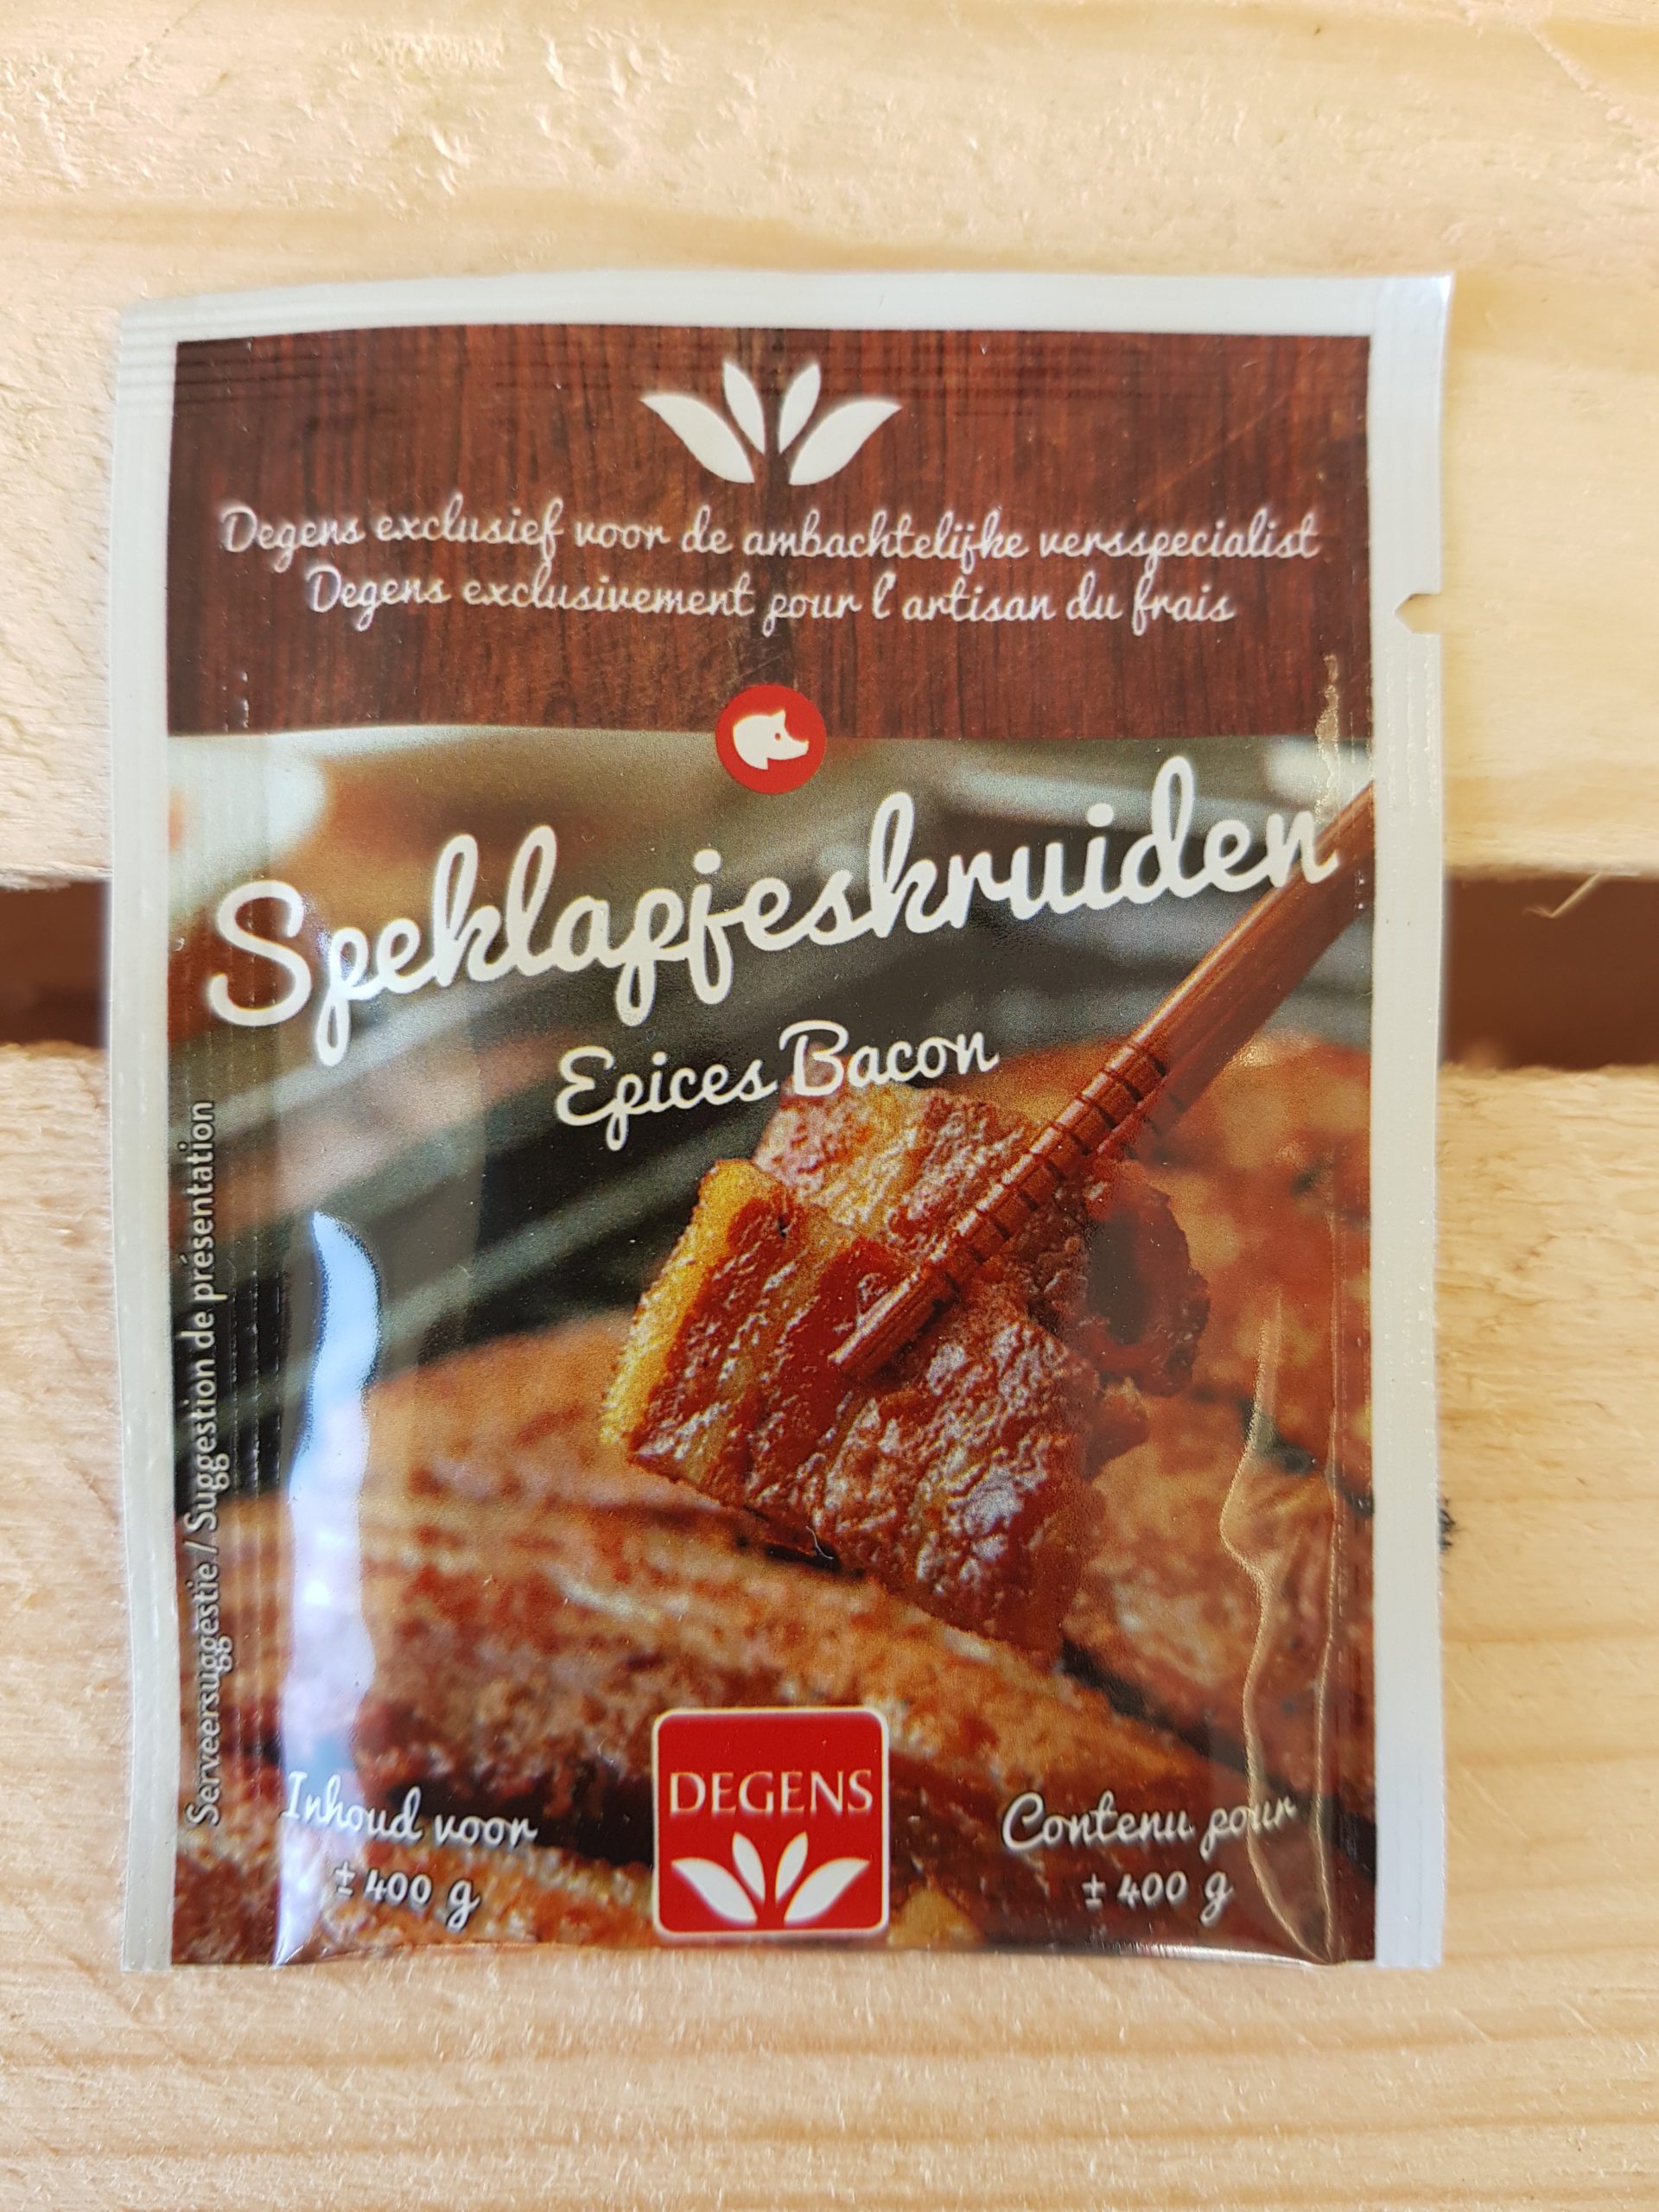 Degens exclusief voor de ambachtelijke versspecialist
Degens exclusivement pour l'artisan du frais
Speklapjeskruiden
Epices Bacon
Serveersuggestie / Suggestion de présentation
Inhoud voor
± 400 g
DEGENS
Contenu pour
± 400 g